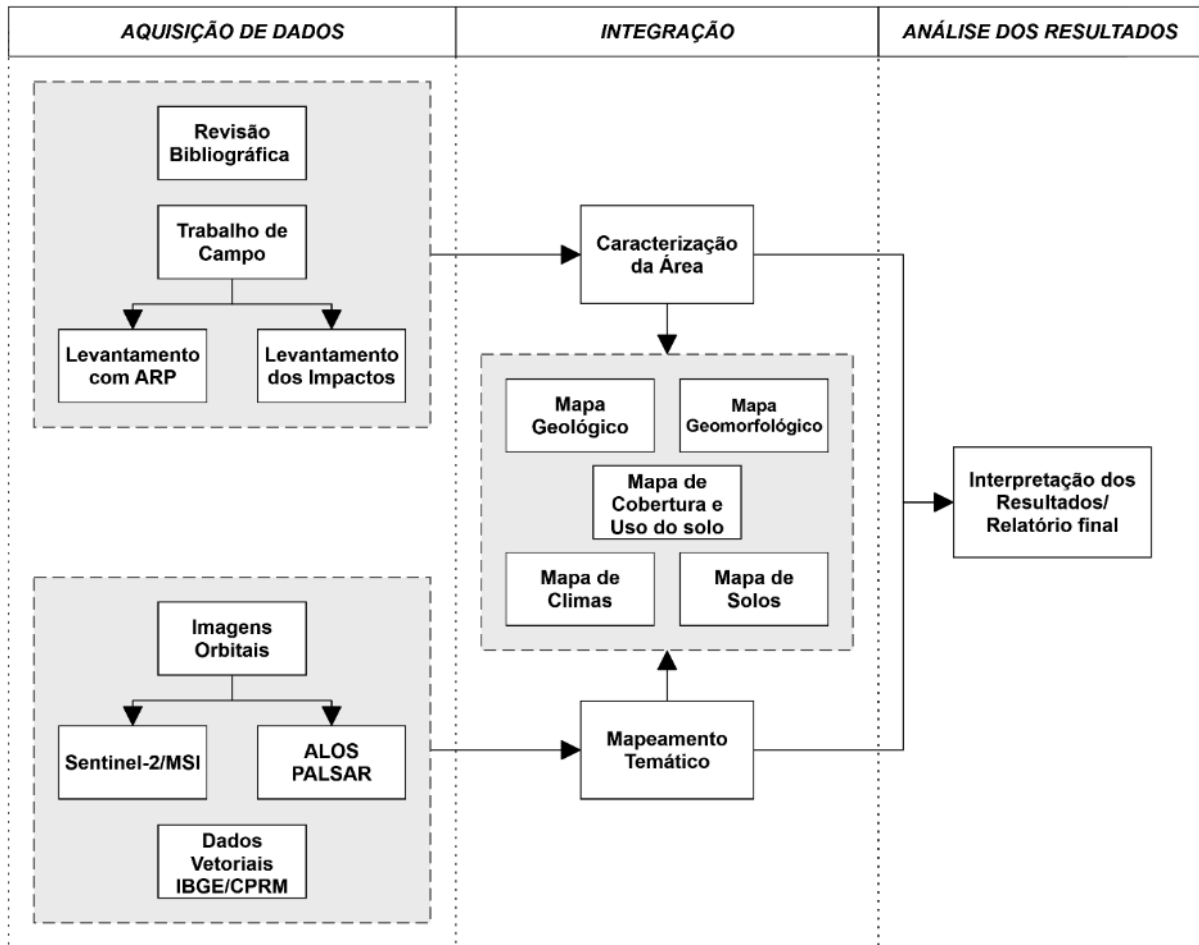 AQUISIÇÃO DE DADOS
INTEGRAÇÃO
ANÁLISE DOS RESULTADOS
Revisão
Bibliográfica
Trabalho de
Campo
Levantamento
com ARP
Levantamento
dos Impactos
Imagens
Orbitais
Sentinel-2/MSI
ALOS
PALSAR
Dados
Vetoriais
IBGE/CPRM
Caracterização
da Área
Mapa
Geológico
Mapa
Geomorfológico
Mapa de
Cobertura e
Uso do solo
Mapa de
Climas
Mapa de
Solos
Mapeamento
Temático
Interpretação dos
Resultados/
Relatório final